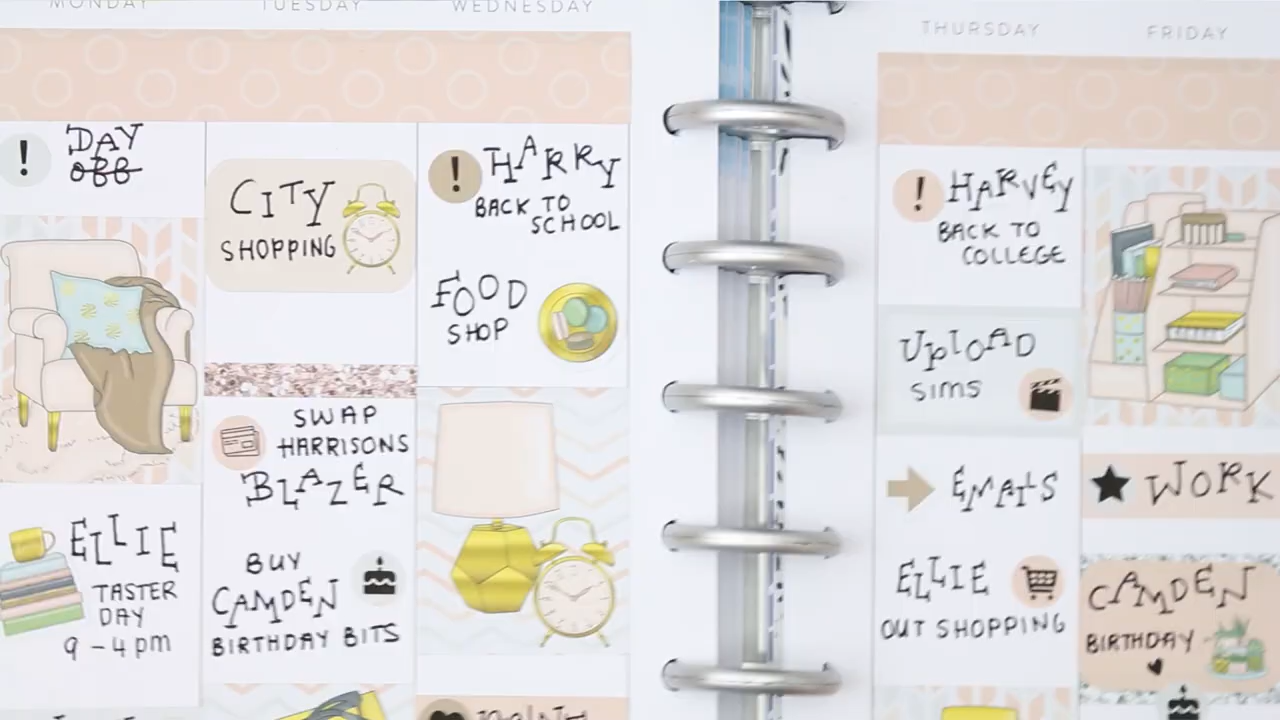 MONDAY
TUESDAY
WEDNESDAY
THURSDAY
FRIDAY
! DAY
OFF
ELLIE
TASTER
DAY
9 - 4 pm
CITY
SHOPPING
SWAP
HARRISONS
BLAZER
BUY
CAMDEN
BIRTHDAY BITS
! HARRY
BACK TO
SCHOOL
FOOD
SHOP
! HARVEY
BACK TO
COLLEGE
UPLOAD
SIMS
EMAILS
ELLIE
OUT SHOPPING
WORK
CAMDEN
BIRTHDAY